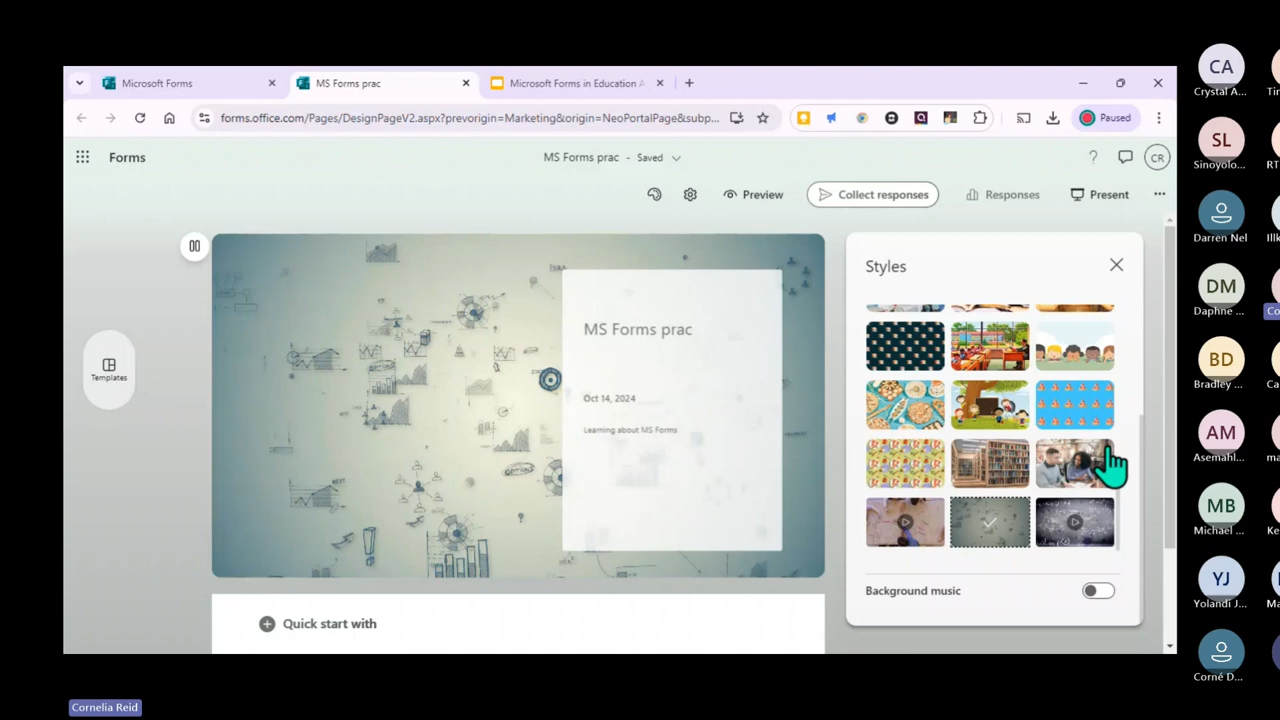 Microsoft Forms
MS Forms prac
Microsoft Forms in Education A
forms.office.com/Pages/DesignPageV2.aspx?prevorigin=Marketing&origin=NeoPortalPage&subp...
Paused
Forms
MS Forms prac - Saved
CR
Preview
Collect responses
Responses
Present
Templates
MS Forms prac
Oct 14, 2024
Learning about MS Forms
NEXT
OPTION
Quick start with
Styles
Background music
CA
Crystal A...
SL
Sinoyolo...
Darren Nel
DM
Daphne ...
BD
Bradley ...
AM
Asemahl...
MB
Michael ...
YJ
Yolandi J...
Corné D...
Cornelia Reid